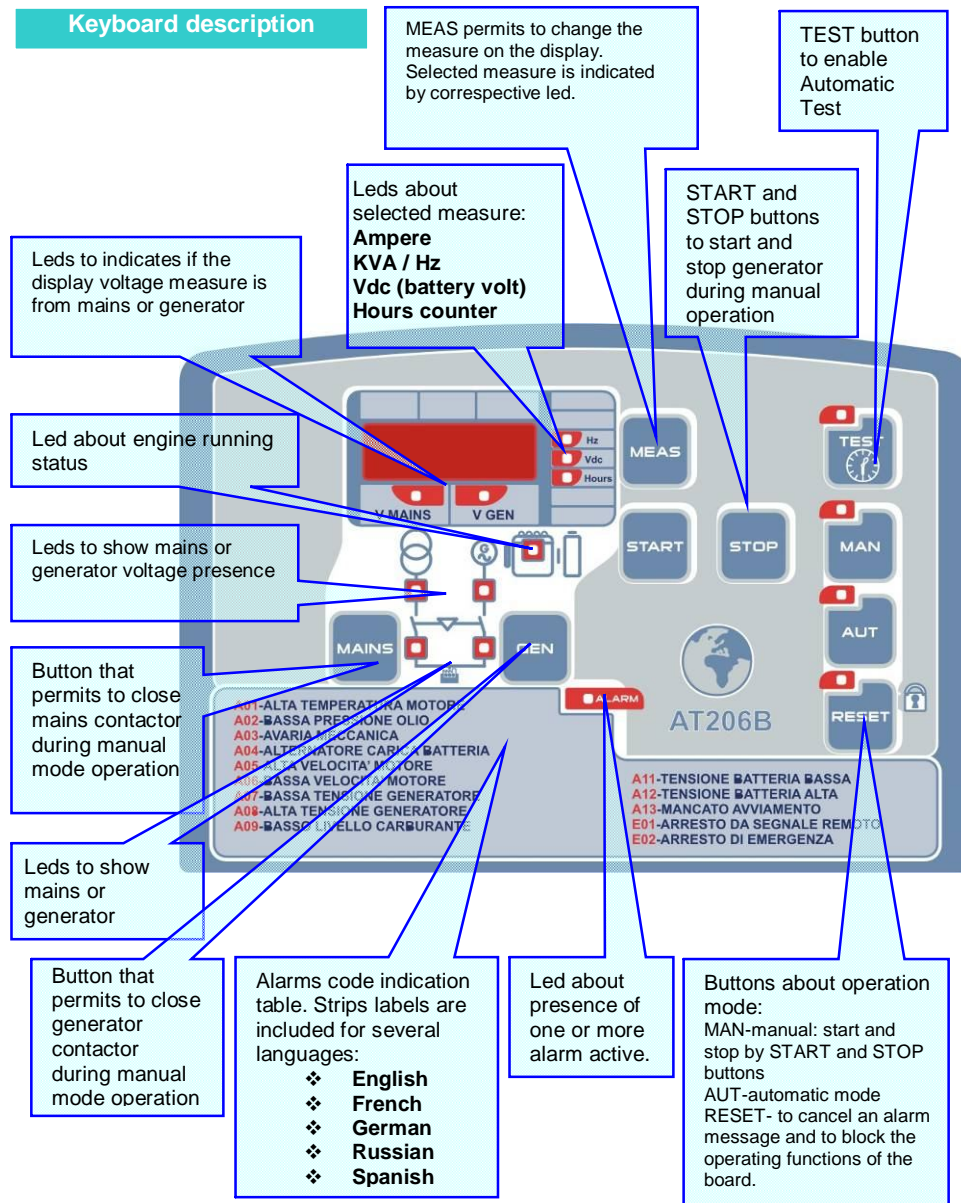 Keyboard description
MEAS permits to change the
measure on the display.
Selected measure is indicated
by correspective led.
TEST button
to enable
Automatic
Test
Leds about
selected measure:
Ampere
KVA / Hz
Vdc (battery volt)
Hours counter
START and
STOP buttons
to start and
stop generator
during manual
operation
Leds to indicates if the
display voltage measure is
from mains or generator
Led about engine running
status
Leds to show mains or
generator voltage presence
Button that
permits to close
mains contactor
during manual
mode operation
Leds to show
mains or
generator
Button that
permits to close
generator
contactor
during manual
mode operation
Hz
Vdc
Hours
V MAINS
V GEN
MEAS
TEST
START
STOP
MAN
AUT
RESET
MAINS
GEN
G
ALARM
AT206B
A01-ALTA TEMPERATURA MOTORE
A02-BASSA PRESSIONE OLIO
A03-AVARIA MECCANICA
A04-ALTERNATORE CARICA BATTERIA
A05-ALTA VELOCITA' MOTORE
A06-BASSA VELOCITA' MOTORE
A07-BASSA TENSIONE GENERATORE
A08-ALTA TENSIONE GENERATORE
A09-BASSO LIVELLO CARBURANTE
A11-TENSIONE BATTERIA BASSA
A12-TENSIONE BATTERIA ALTA
A13-MANCATO AVVIAMENTO
E01-ARRESTO DA SEGNALE REMOTO
E02-ARRESTO DI EMERGENZA
Alarms code indication
table. Strips labels are
included for several
languages:
❖ English
❖ French
❖ German
❖ Russian
❖ Spanish
Led about
presence of
one or more
alarm active.
Buttons about operation
mode:
MAN-manual: start and
stop by START and STOP
buttons
AUT-automatic mode
RESET- to cancel an alarm
message and to block the
operating functions of the
board.